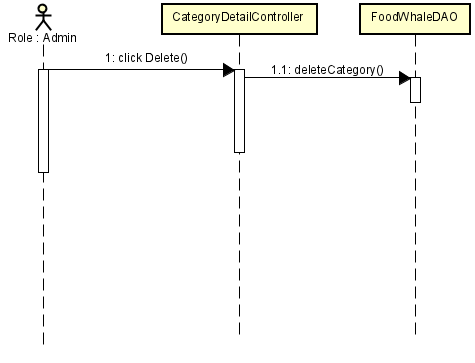 CategoryDetailController
FoodWhaleDAO
Role : Admin
1: click Delete()
1.1: deleteCategory()